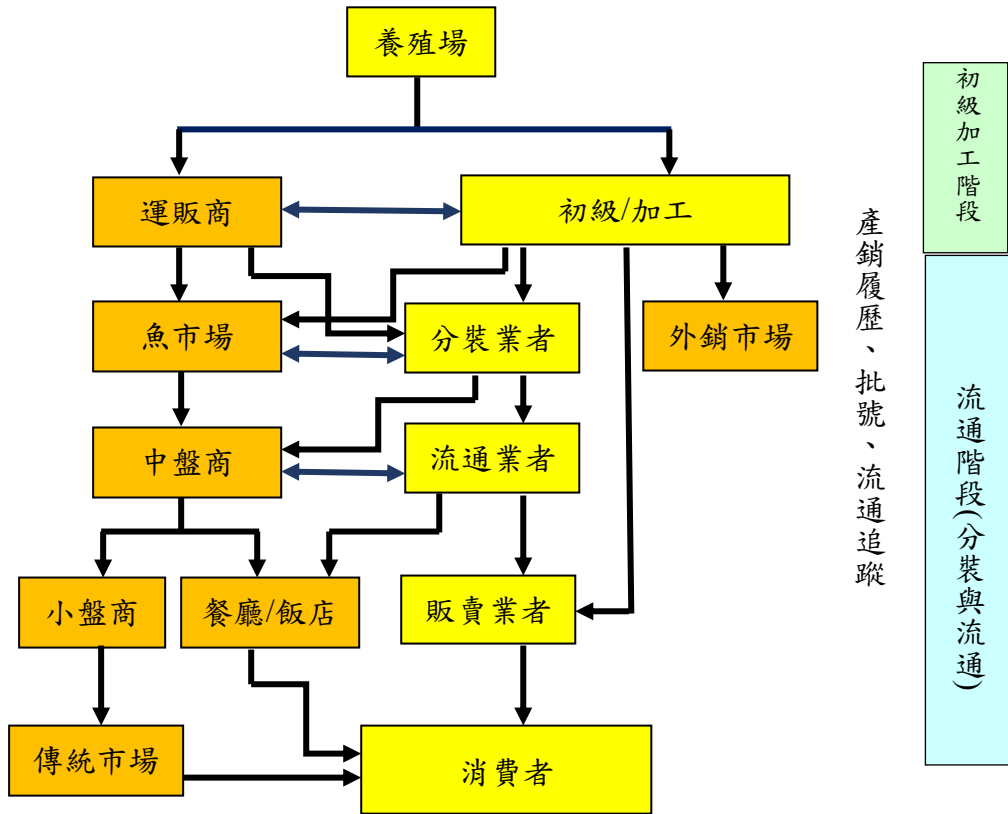 養殖場
運販商
初級/加工
魚市場
分裝業者
外銷市場
中盤商
流通業者
小盤商
餐廳/飯店
販賣業者
傳統市場
消費者
產銷履歷、批號、流通追蹤
初級加工階段
流通階段(分裝與流通)